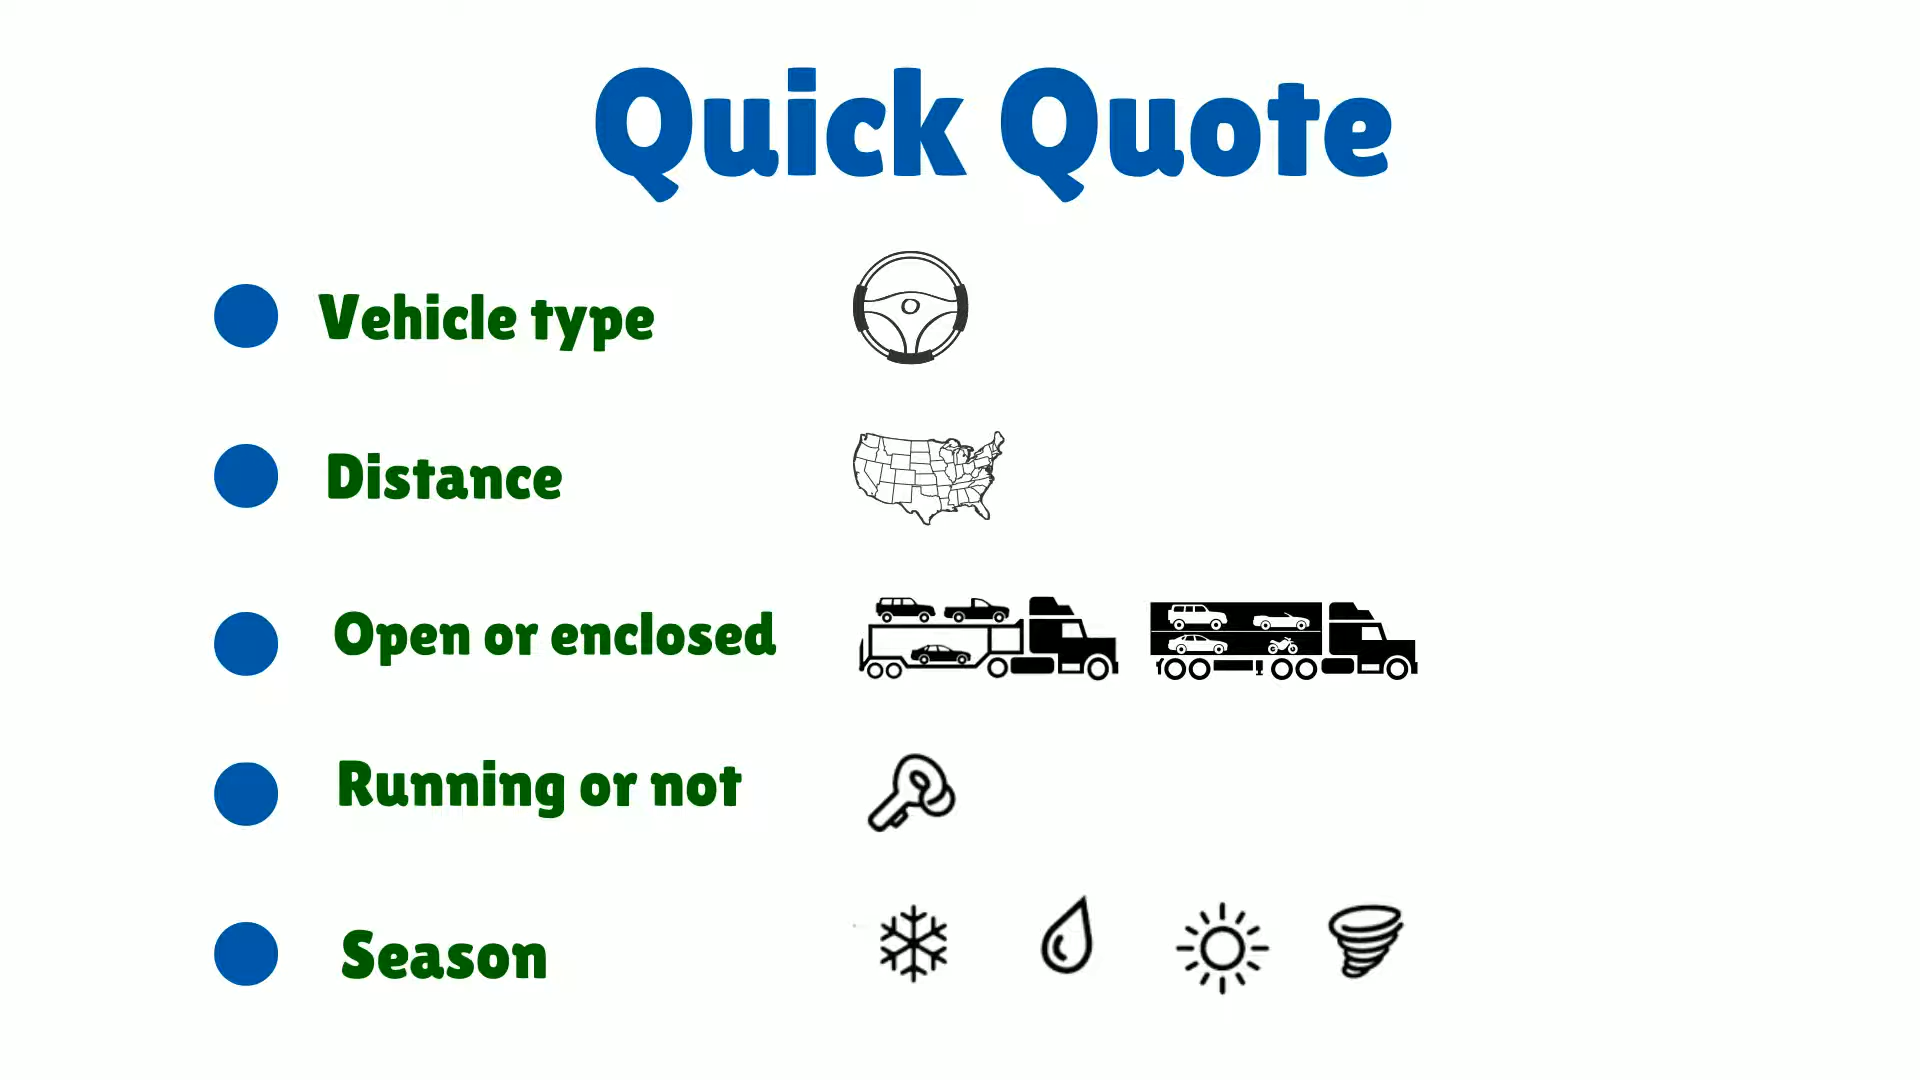 Quick Quote
Vehicle type
Distance
Open or enclosed
Running or not
Season